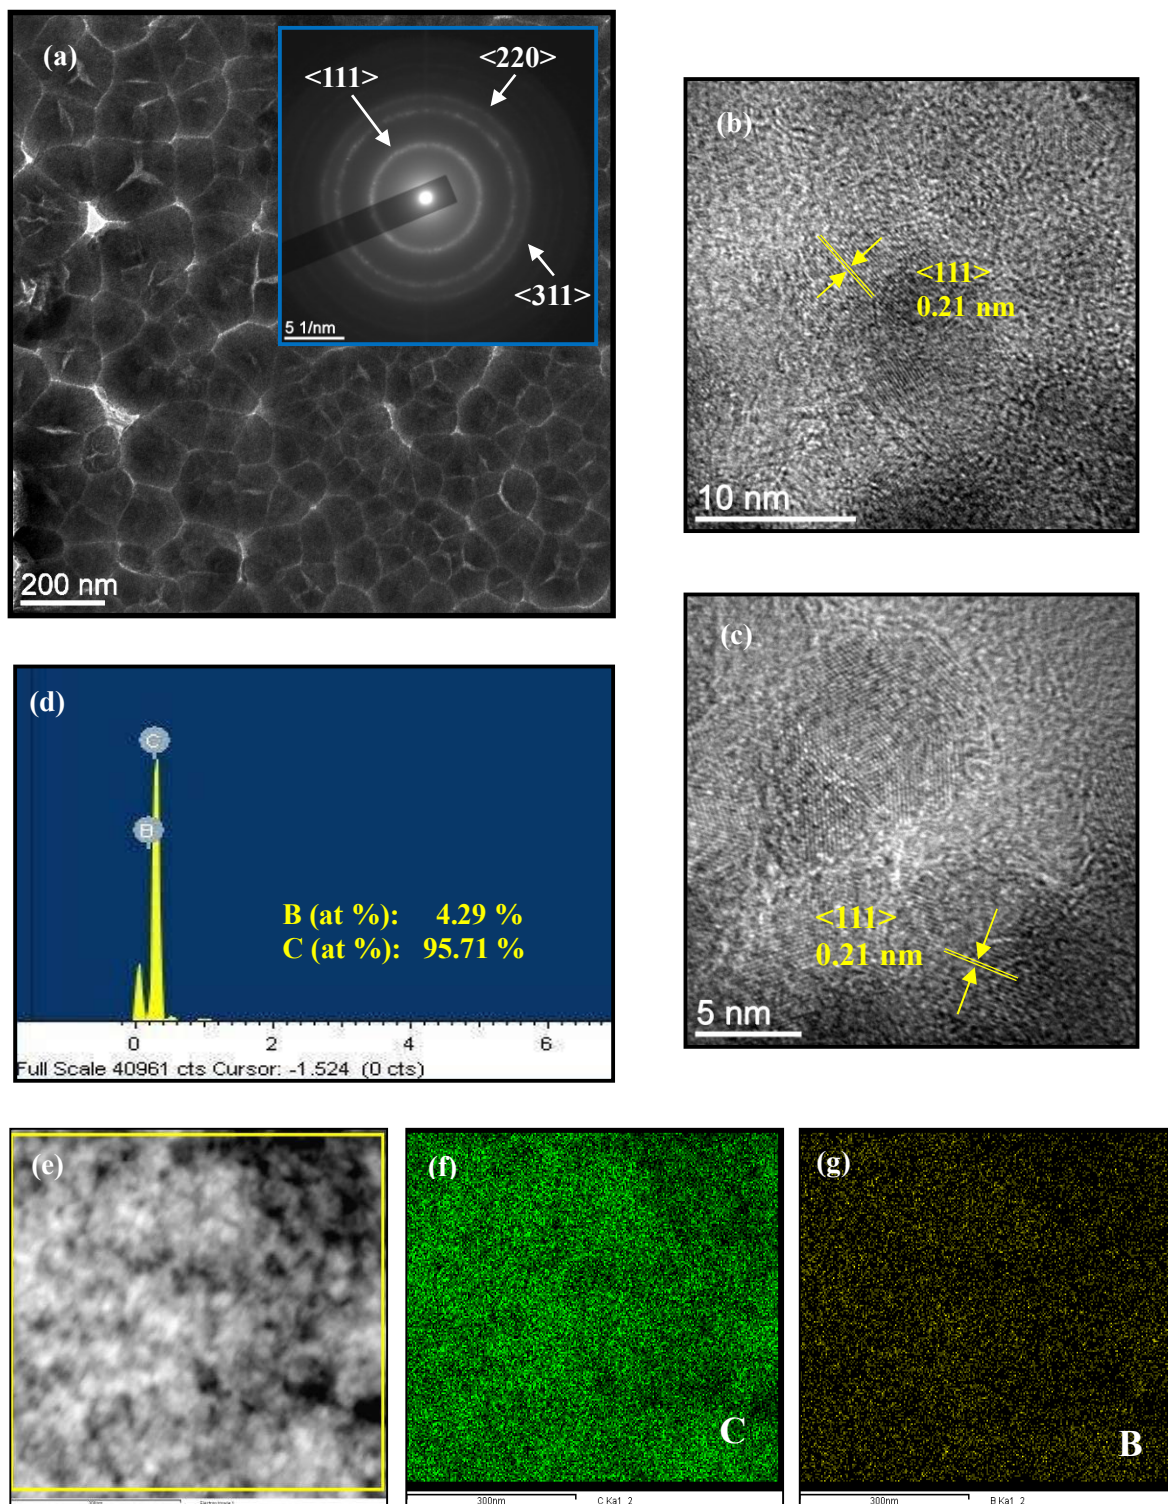 (a)
<111>
<220>
<311>
5 1/nm
200 nm
(b)
<111>
0.21 nm
10 nm
(c)
<111>
0.21 nm
5 nm
(d)
C
B
B (at %): 4.29 %
C (at %): 95.71 %
0 2 4 6
Full Scale 40961 cts Cursor: -1.524 (0 cts)
(e)
(f)
C
300nm C Ka1_2
(g)
B
300nm B Ka1_2